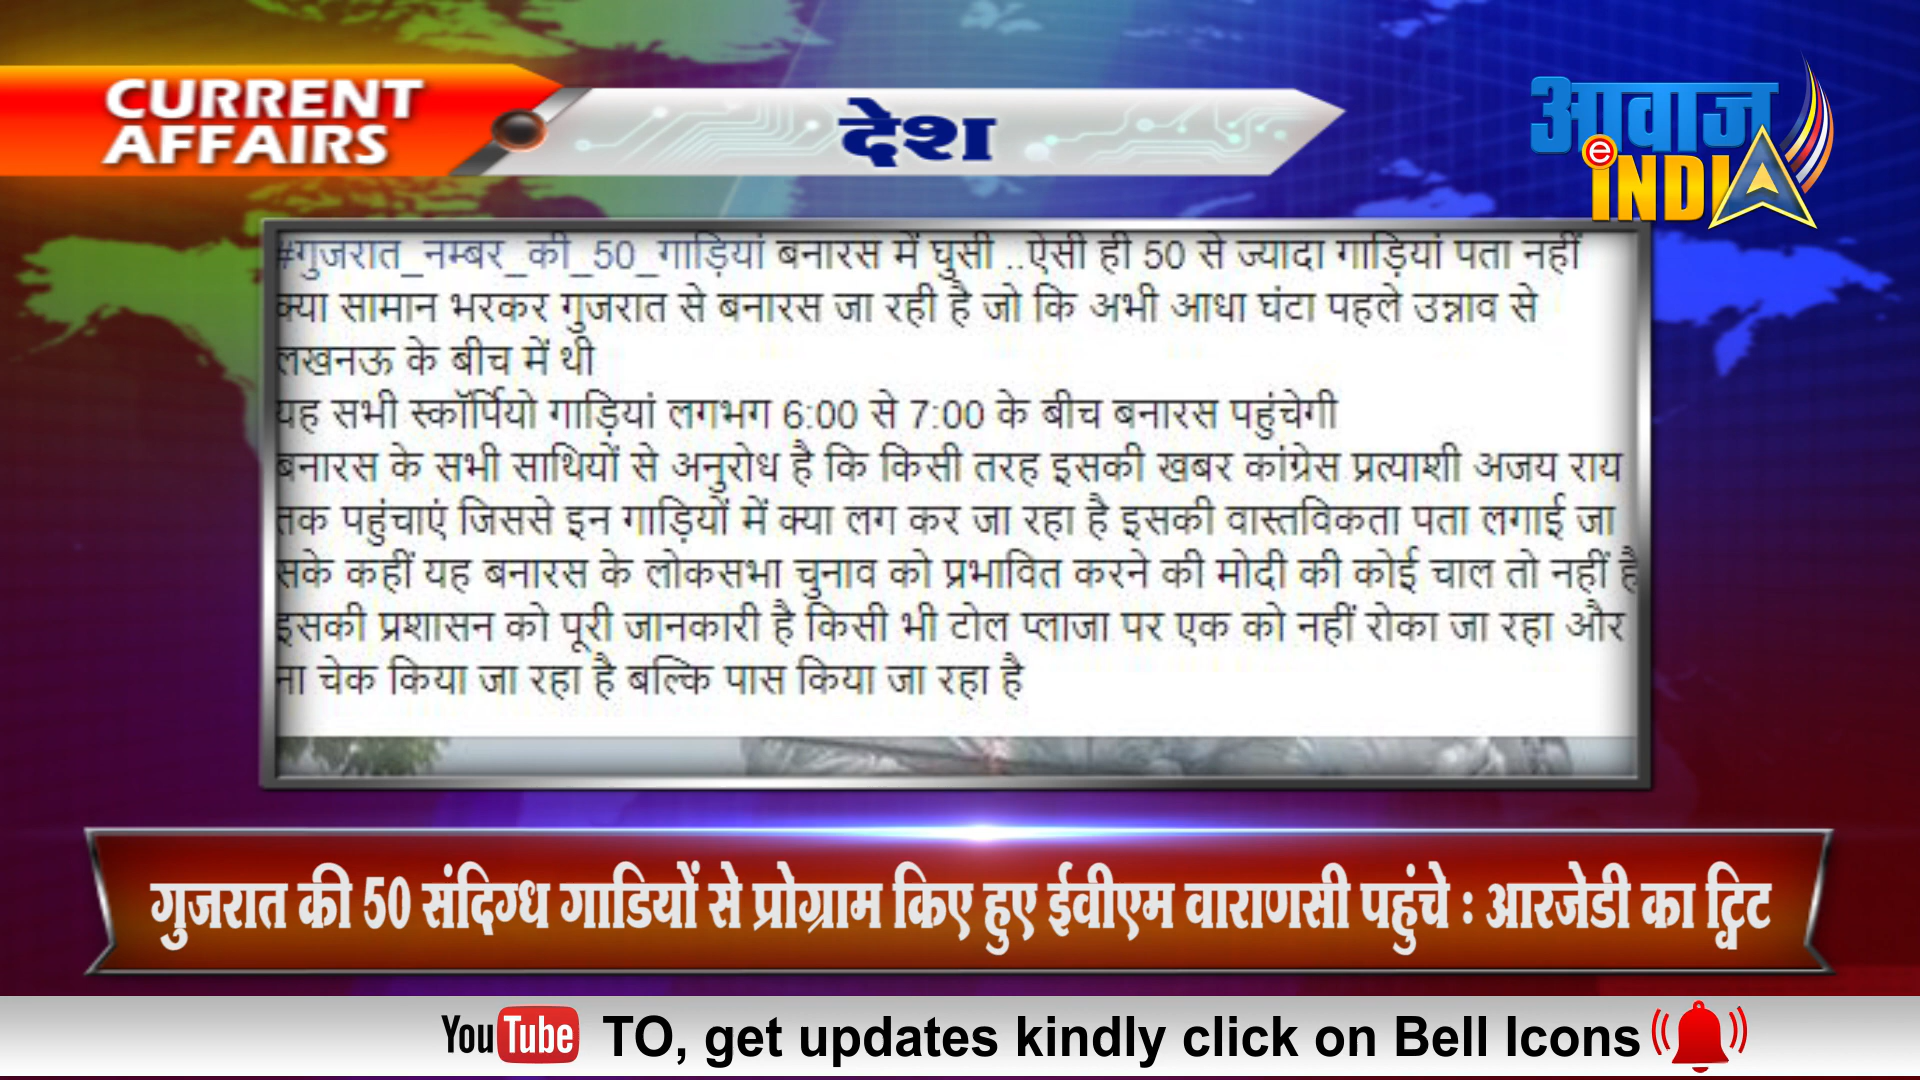 CURRENT
AFFAIRS
देश
आवाज
e
INDIA
#गुजरात_नम्बर_की_50_गाड़ियां बनारस में घुसी ..ऐसी ही 50 से ज्यादा गाड़ियां पता नहीं
क्या सामान भरकर गुजरात से बनारस जा रही है जो कि अभी आधा घंटा पहले उन्नाव से
लखनऊ के बीच में थी
यह सभी स्कॉर्पियो गाड़ियां लगभग 6:00 से 7:00 के बीच बनारस पहुंचेगी
बनारस के सभी साथियों से अनुरोध है कि किसी तरह इसकी खबर कांग्रेस प्रत्याशी अजय राय
तक पहुंचाएं जिससे इन गाड़ियों में क्या लग कर जा रहा है इसकी वास्तविकता पता लगाई जा
सके कहीं यह बनारस के लोकसभा चुनाव को प्रभावित करने की मोदी की कोई चाल तो नहीं है
इसकी प्रशासन को पूरी जानकारी है किसी भी टोल प्लाजा पर एक को नहीं रोका जा रहा और
ना चेक किया जा रहा है बल्कि पास किया जा रहा है
गुजरात की 50 संदिग्ध गाडियों से प्रोग्राम किए हुए ईवीएम वाराणसी पहुंचे : आरजेडी का ट्विट
YouTube TO, get updates kindly click on Bell Icons